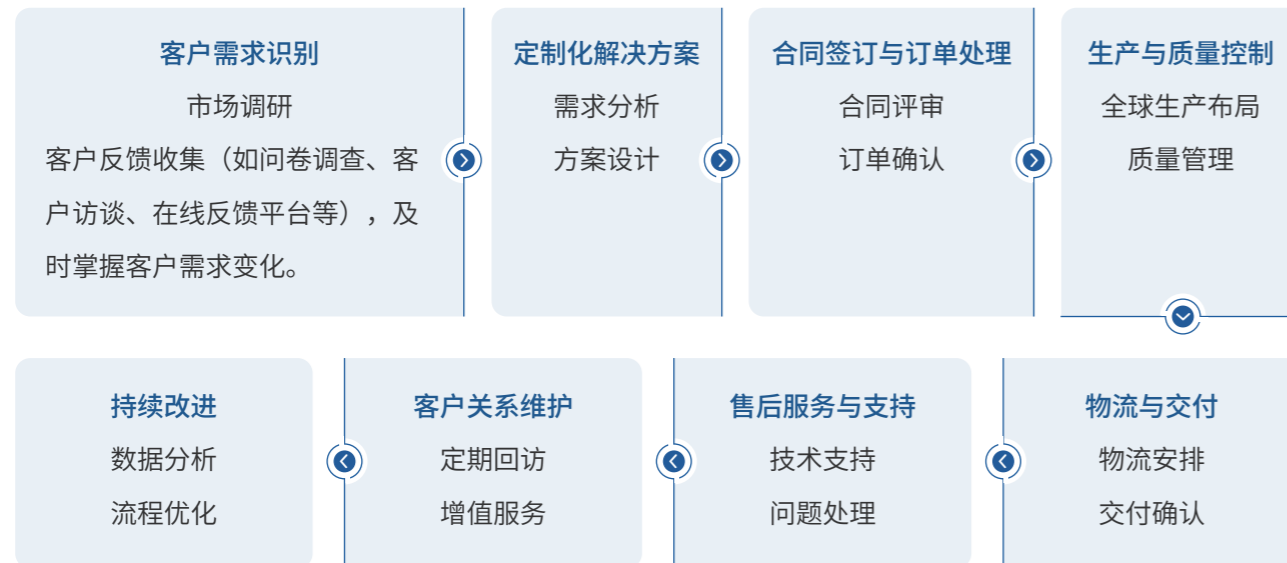 客户需求识别
市场调研
客户反馈收集（如问卷调查、客
户访谈、在线反馈平台等），及
时掌握客户需求变化。
定制化解决方案
需求分析
方案设计
合同签订与订单处理
合同评审
订单确认
生产与质量控制
全球生产布局
质量管理
物流与交付
物流安排
交付确认
售后服务与支持
技术支持
问题处理
客户关系维护
定期回访
增值服务
持续改进
数据分析
流程优化